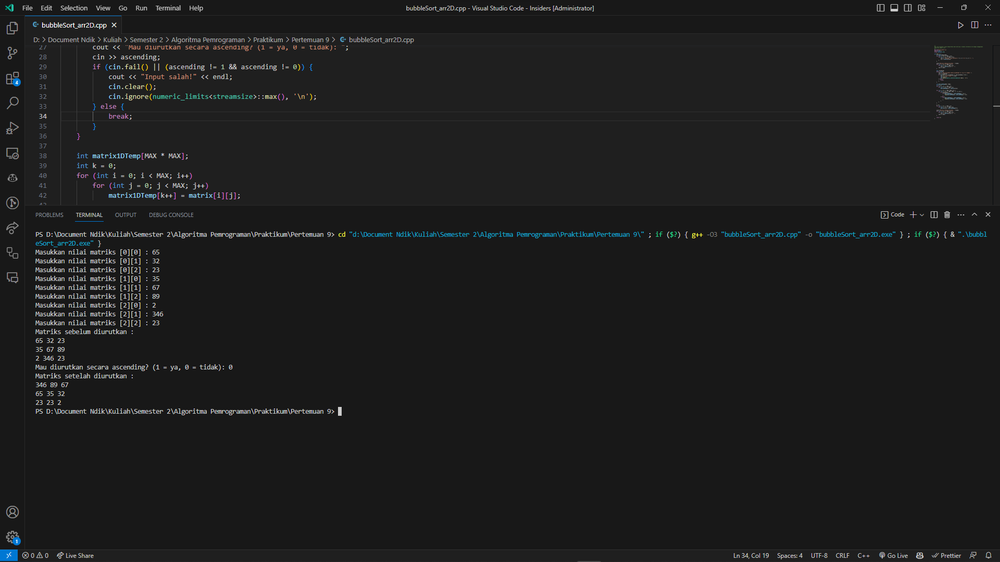 File Edit Selection View Go Run Terminal Help
bubbleSort_arr2D.cpp - Visual Studio Code - Insiders [Administrator]
bubbleSort_arr2D.cpp
D: > Document Ndik > Kuliah > Semester 2 > Algoritma Pemrograman > Praktikum > Pertemuan 9 > bubbleSort_arr2D.cpp
27 cout << "Mau diurutkan secara ascending? (1 = ya, 0 = tidak): ";
28 cin >> ascending;
29 if (cin.fail() || (ascending != 1 && ascending != 0)) {
30 cout << "Input salah!" << endl;
31 cin.clear();
32 cin.ignore(numeric_limits<streamsize>::max(), '\n');
33 } else {
34 break;
35 }
36 }
37
38 int matrix1DTemp[MAX * MAX];
39 int k = 0;
40 for (int i = 0; i < MAX; i++)
41 for (int j = 0; j < MAX; j++)
42 matrix1DTemp[k++] = matrix[i][j];
4
PROBLEMS TERMINAL OUTPUT DEBUG CONSOLE
Code
PS D:\Document Ndik\Kuliah\Semester 2\Algoritma Pemrograman\Praktikum\Pertemuan 9> cd "d:\Document Ndik\Kuliah\Semester 2\Algoritma Pemrograman\Praktikum\Pertemuan 9\" ; if ($?) { g++ -O3 "bubbleSort_arr2D.cpp" -o "bubbleSort_arr2D.exe" } ; if ($?) { & ".\bubbl
eSort_arr2D.exe" }
Masukkan nilai matriks [0][0] : 65
Masukkan nilai matriks [0][1] : 32
Masukkan nilai matriks [0][2] : 23
Masukkan nilai matriks [1][0] : 35
Masukkan nilai matriks [1][1] : 67
Masukkan nilai matriks [1][2] : 89
Masukkan nilai matriks [2][0] : 2
Masukkan nilai matriks [2][1] : 346
Masukkan nilai matriks [2][2] : 23
Matriks sebelum diurutkan :
65 32 23
35 67 89
2 346 23
Mau diurutkan secara ascending? (1 = ya, 0 = tidak): 0
Matriks setelah diurutkan :
346 89 67
65 35 32
23 23 2
PS D:\Document Ndik\Kuliah\Semester 2\Algoritma Pemrograman\Praktikum\Pertemuan 9>
1
0 0 Live Share Ln 34, Col 19 Spaces: 4 UTF-8 CRLF C++ Go Live Prettier